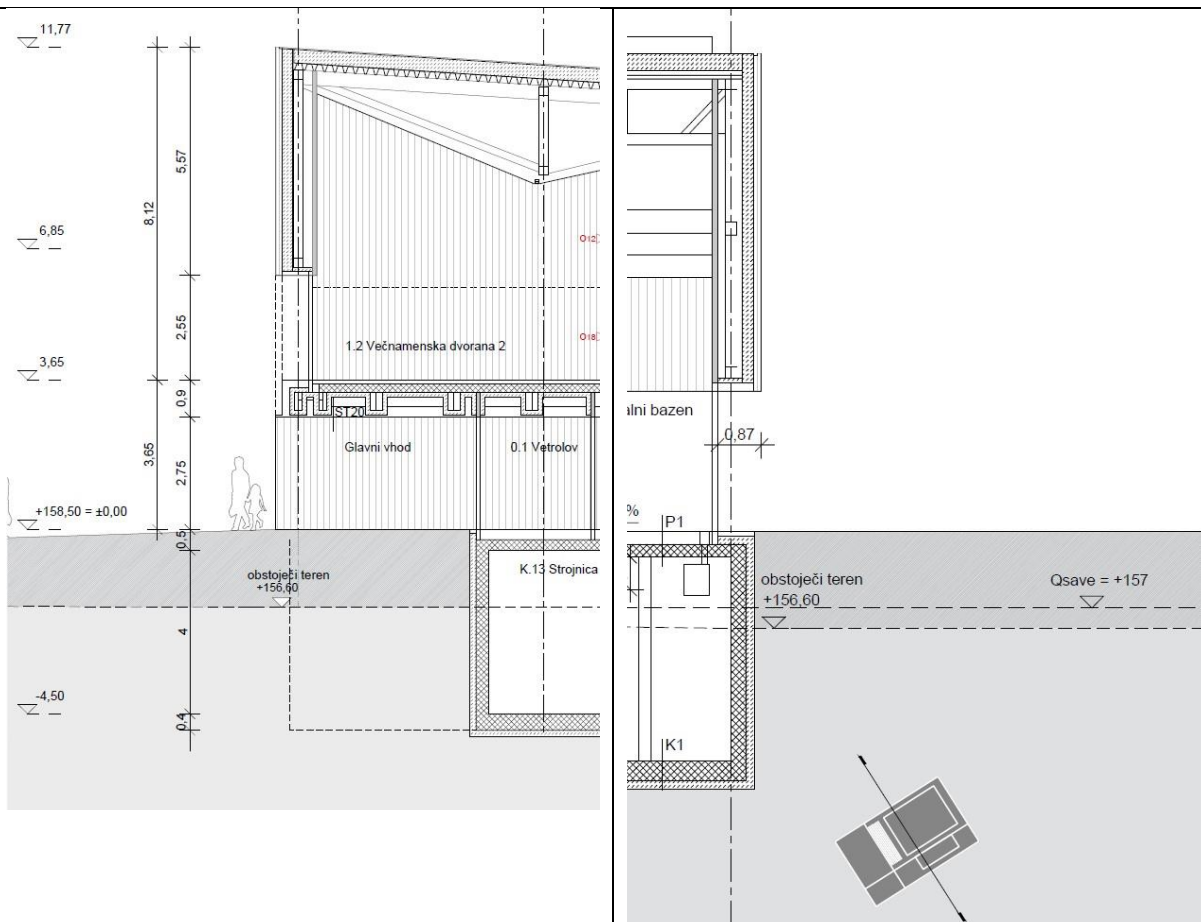 11,77
5,57
8,12
6,85
O12
2,55
O18
1.2 Večnamenska dvorana 2
3,65
0,9
ST20
Glavni vhod
0.1 Vetrolov
3,65
2,75
+158,50 = ±0,00
0,5
K.13 Strojnica
obstoječi teren
+156,60
4
-4,50
0,4
alni bazen
0,87
%
P1
obstoječi teren
+156,60
Qsave = +157
K1